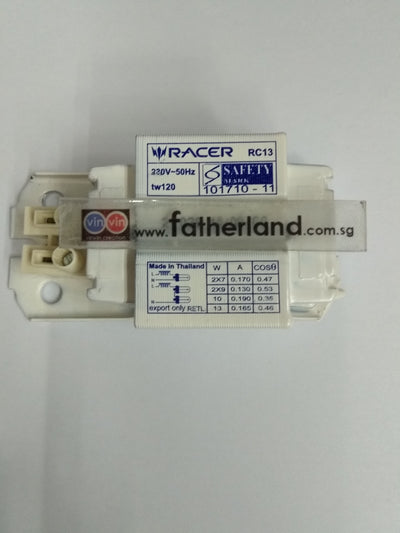 RACER RC13
220V~50Hz
tw120
S SAFETY
MARK
101710 - 11
vin vin
vinvin creation
www.fatherland.com.sg
Made in Thailand
W A COSθ
2X7 0.170 0.47
2X9 0.130 0.53
10 0.190 0.35
13 0.165 0.46
export only RETL